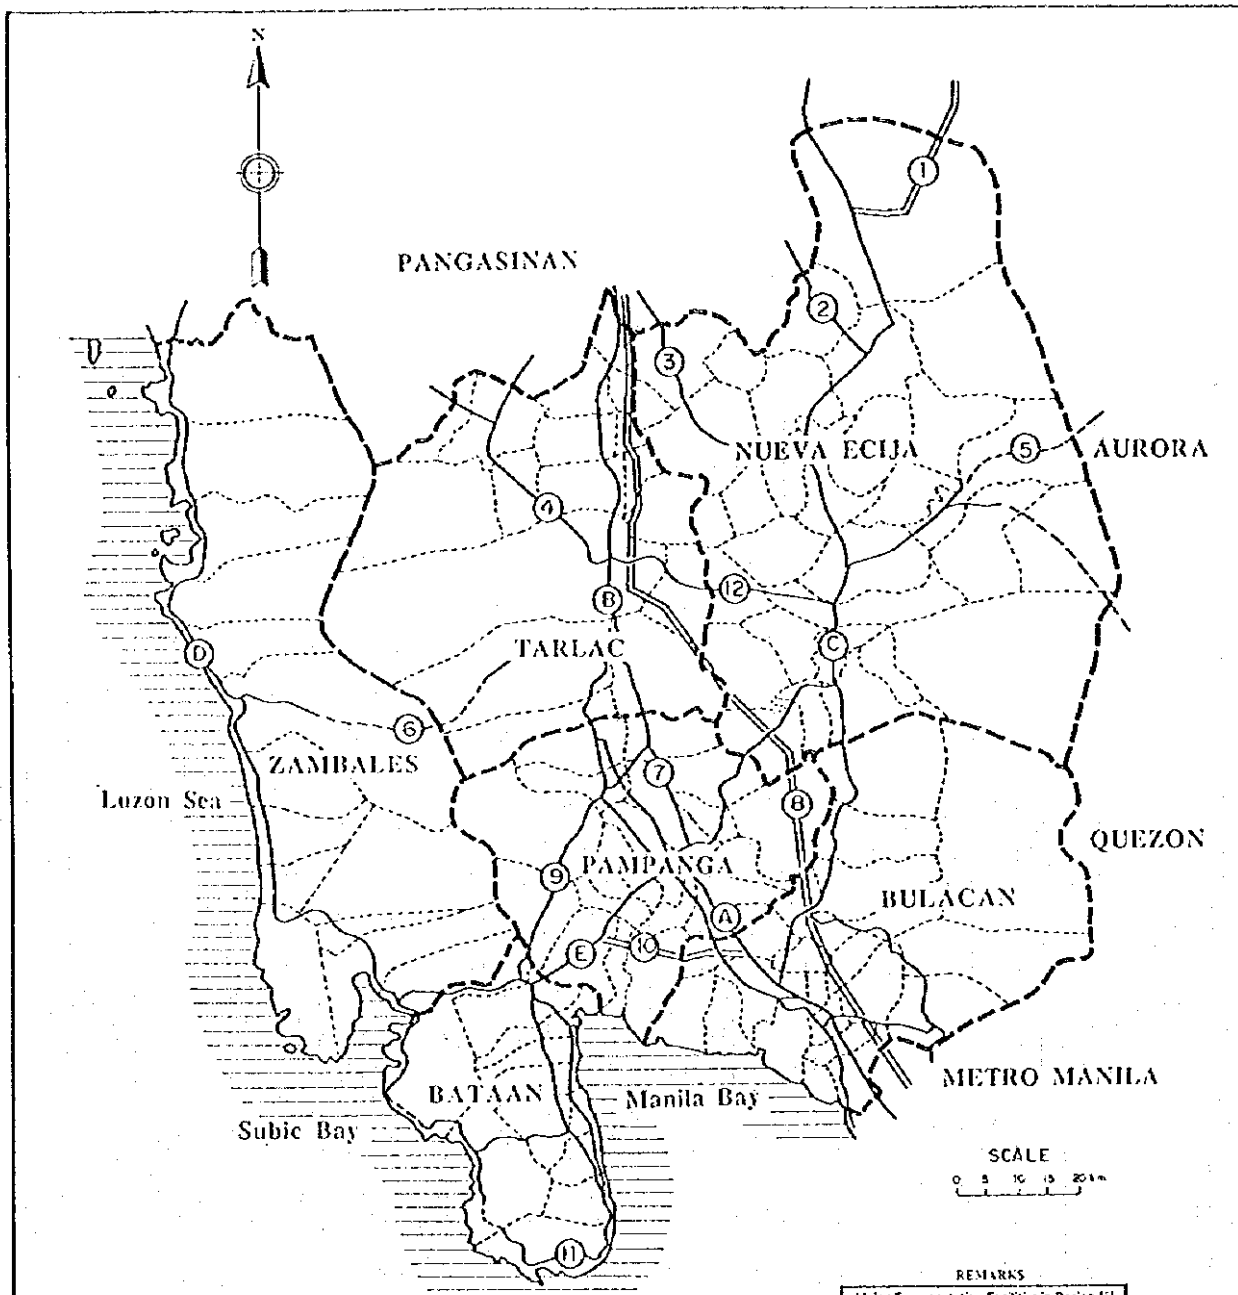 N
1
PANGASINAN
2
3
NUEVA ECIJA
5
AURORA
4
12
B
C
D
TARLAC
6
ZAMBALES
7
Luzon Sea
8
QUEZON
9
PAMPANGA
BULACAN
A
E
10
METRO MANILA
BATAAN
Manila Bay
Subic Bay
SCALE
0 5 10 15 20 km
11
REMARKS